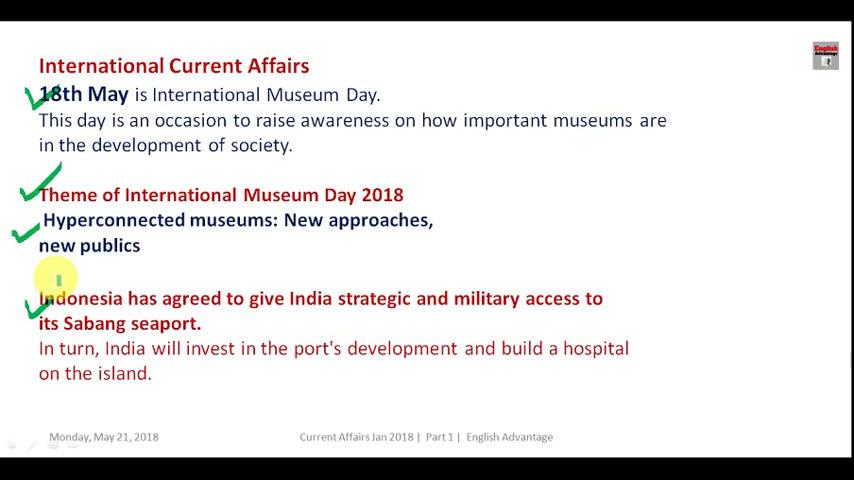 English
Advantage
International Current Affairs
18th May is International Museum Day.
This day is an occasion to raise awareness on how important museums are
in the development of society.
Theme of International Museum Day 2018
Hyperconnected museums: New approaches,
new publics
Indonesia has agreed to give India strategic and military access to
its Sabang seaport.
In turn, India will invest in the port's development and build a hospital
on the island.
Monday, May 21, 2018
Current Affairs Jan 2018 | Part 1 | English Advantage